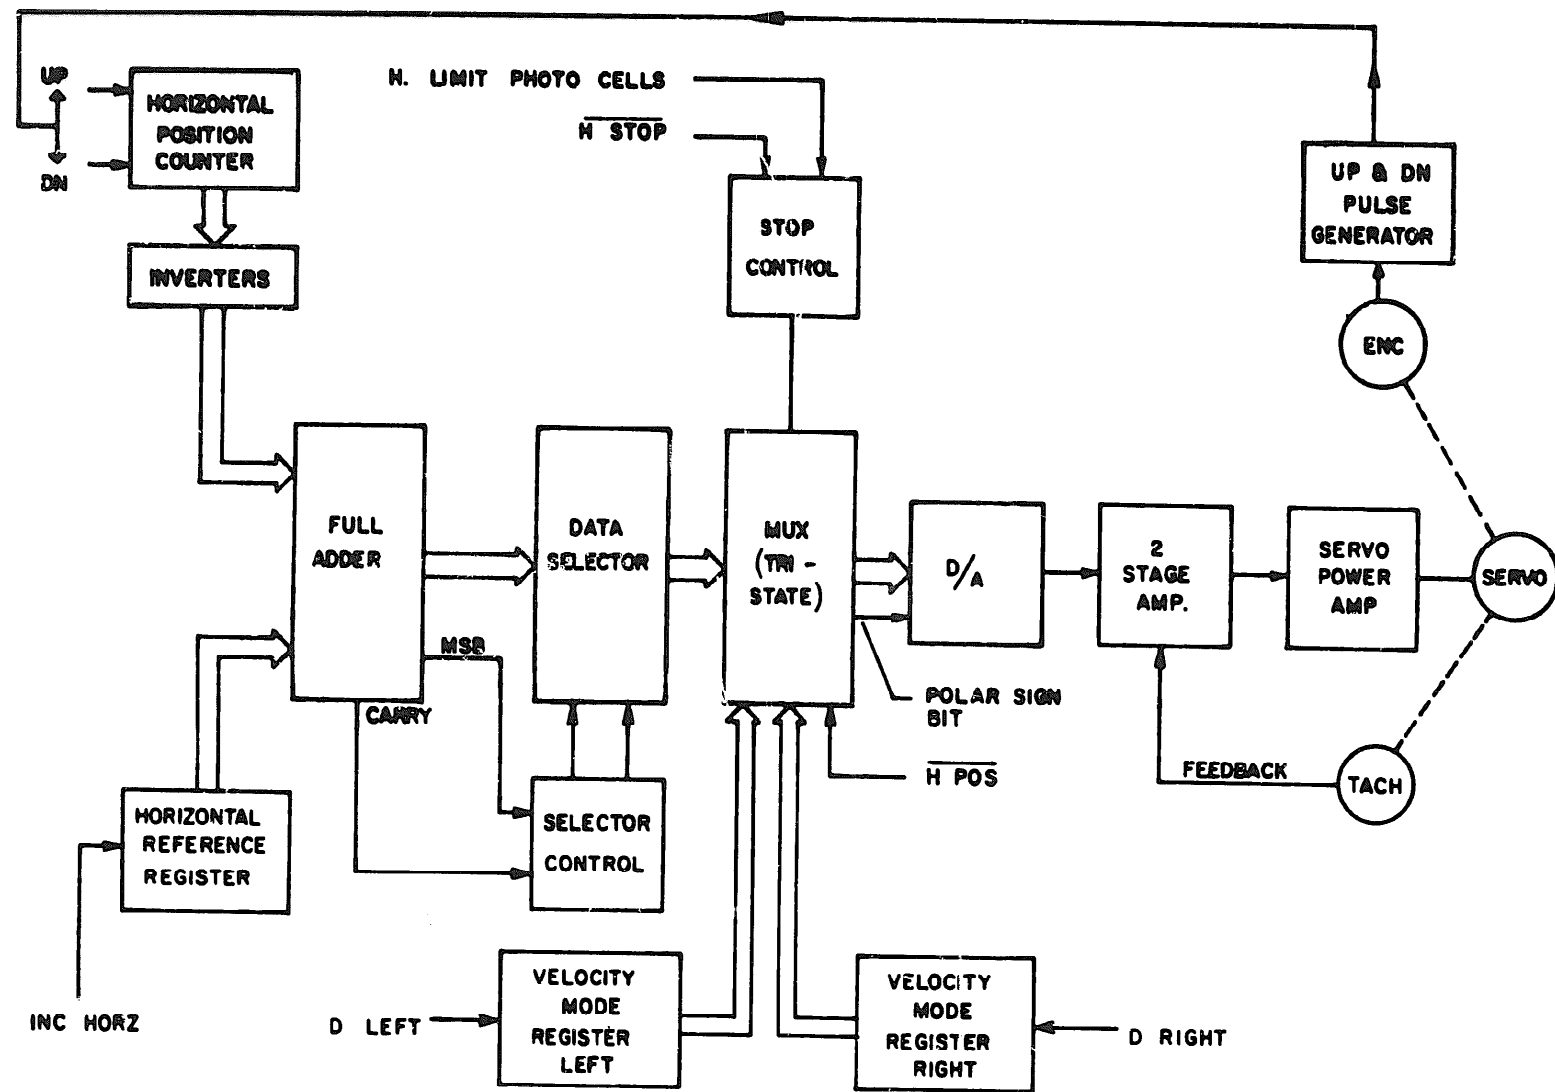 UP
DN
HORIZONTAL
POSITION
COUNTER
INVERTERS
H. LIMIT PHOTO CELLS
H STOP
STOP
CONTROL
UP & DN
PULSE
GENERATOR
ENC
FULL
ADDER
DATA
SELECTOR
MUX
(TRI -
STATE)
D/A
2
STAGE
AMP.
SERVO
POWER
AMP
SERVO
MSB
CARRY
POLAR SIGN
BIT
H POS
FEEDBACK
TACH
HORIZONTAL
REFERENCE
REGISTER
SELECTOR
CONTROL
INC HORZ
D LEFT
VELOCITY
MODE
REGISTER
LEFT
VELOCITY
MODE
REGISTER
RIGHT
D RIGHT